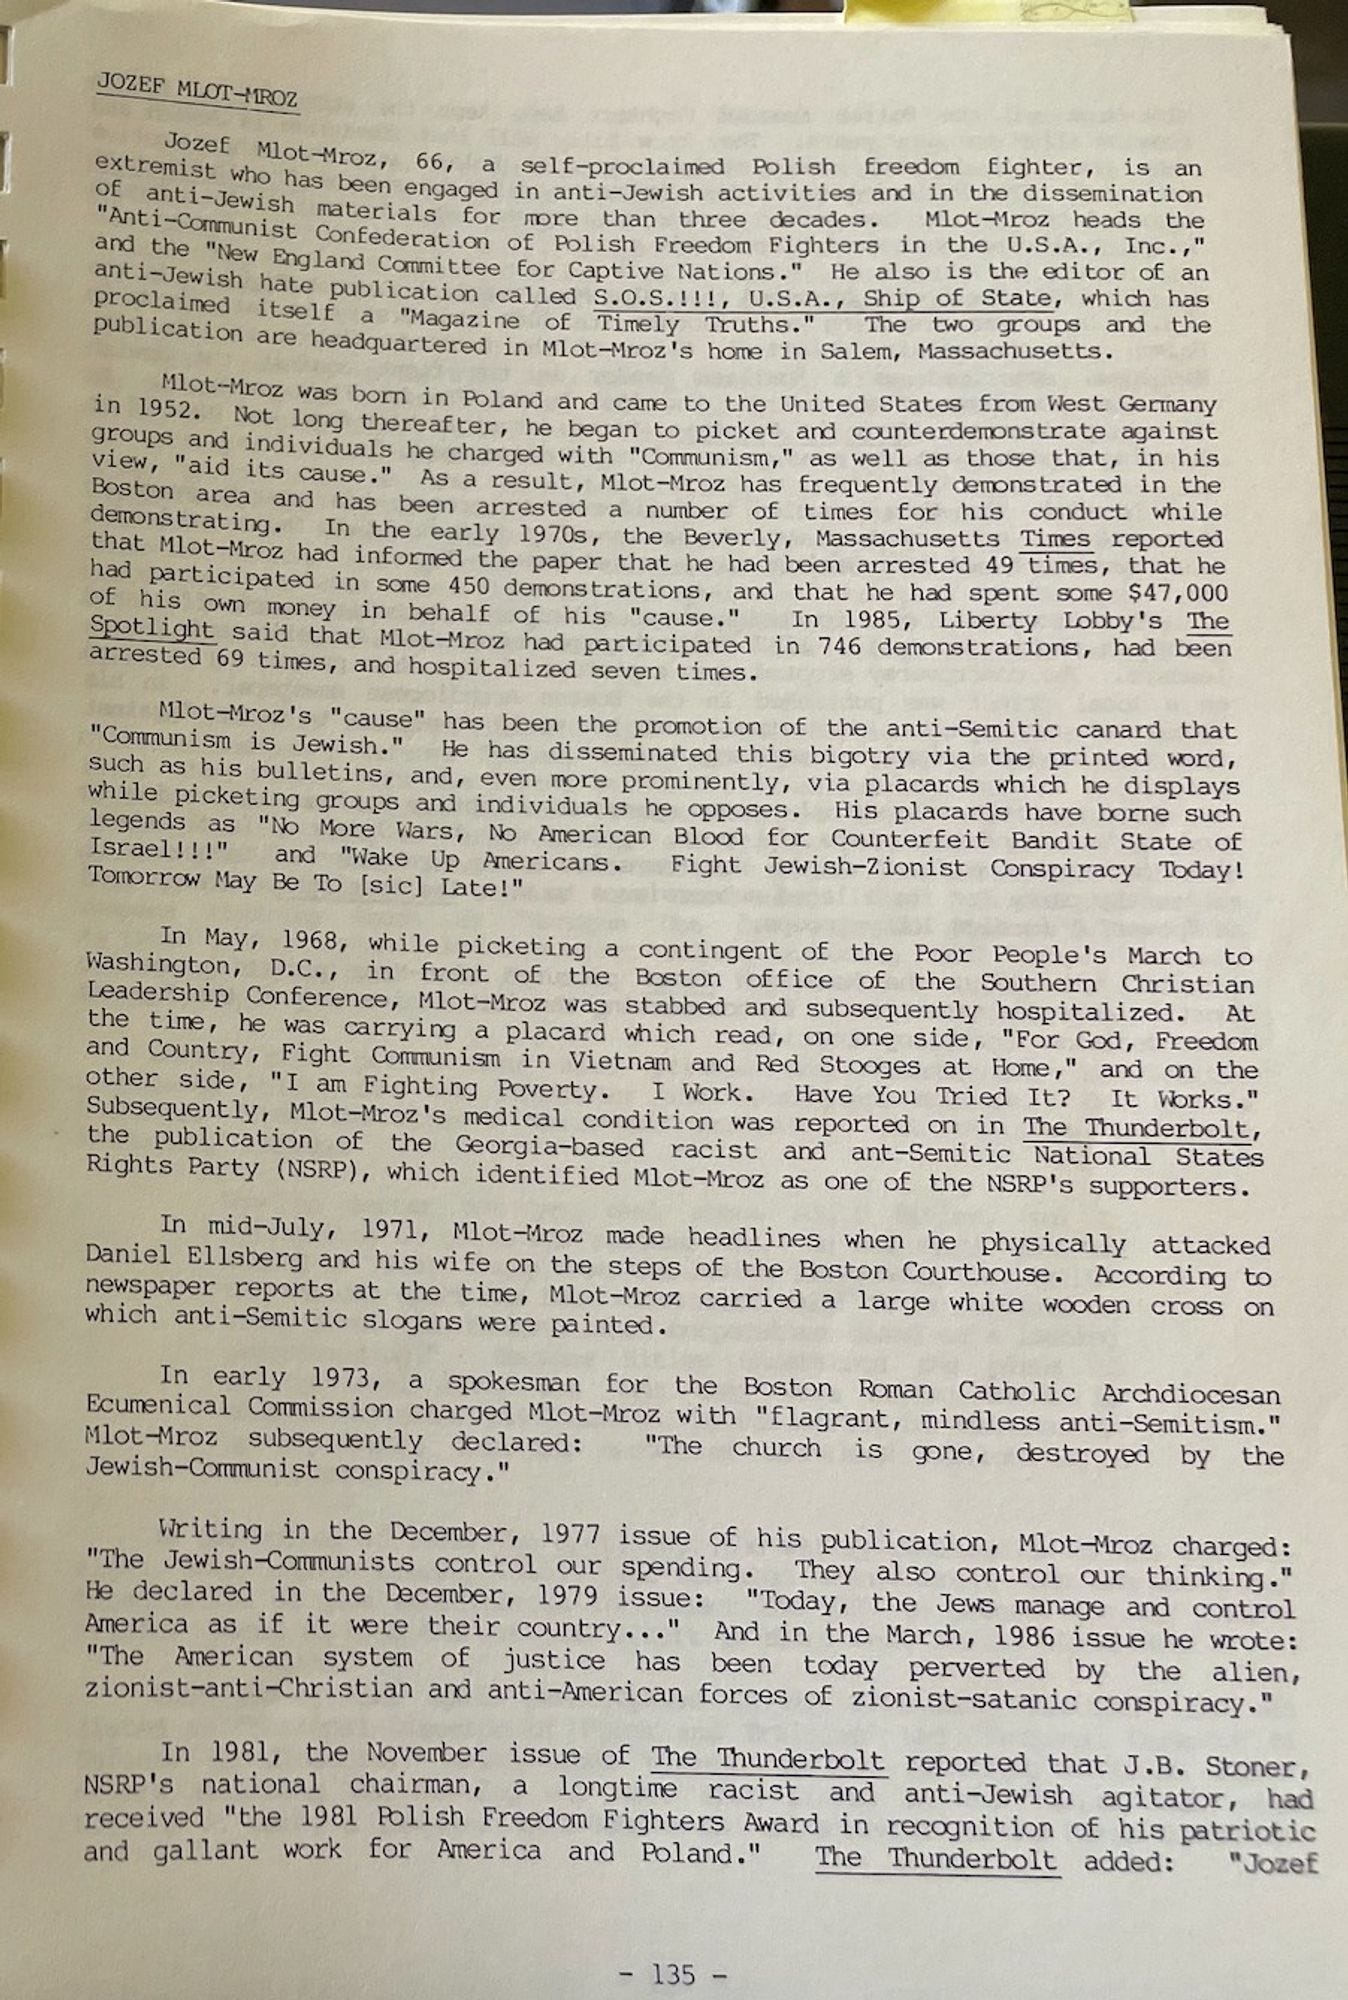 JOZEF MLOT-MROZ
Jozef Mlot-Mroz, 66, a self-proclaimed Polish freedom fighter, is an
extremist who has been engaged in anti-Jewish activities and in the dissemination
of anti-Jewish materials for more than three decades. Mlot-Mroz heads the
"Anti-Communist Confederation of Polish Freedom Fighters in the U.S.A., Inc.,"
and the "New England Committee for Captive Nations." He also is the editor of an
anti-Jewish hate publication called S.O.S.!!!, U.S.A., Ship of State, which has
proclaimed itself a "Magazine of Timely Truths." The two groups and the
publication are headquartered in Mlot-Mroz's home in Salem, Massachusetts.
Mlot-Mroz was born in Poland and came to the United States from West Germany
in 1952. Not long thereafter, he began to picket and counterdemonstrate against
groups and individuals he charged with "Communism," as well as those that, in his
view, "aid its cause." As a result, Mlot-Mroz has frequently demonstrated in the
Boston area and has been arrested a number of times for his conduct while
demonstrating. In the early 1970s, the Beverly, Massachusetts Times reported
that Mlot-Mroz had informed the paper that he had been arrested 49 times, that he
had participated in some 450 demonstrations, and that he had spent some $47,000
of his own money in behalf of his "cause." In 1985, Liberty Lobby's The
Spotlight said that Mlot-Mroz had participated in 746 demonstrations, had been
arrested 69 times, and hospitalized seven times.
Mlot-Mroz's "cause" has been the promotion of the anti-Semitic canard that
"Communism is Jewish." He has disseminated this bigotry via the printed word,
such as his bulletins, and, even more prominently, via placards which he displays
while picketing groups and individuals he opposes. His placards have borne such
legends as "No More Wars, No American Blood for Counterfeit Bandit State of
Israel!!!" and "Wake Up Americans. Fight Jewish-Zionist Conspiracy Today!
Tomorrow May Be To [sic] Late!"
In May, 1968, while picketing a contingent of the Poor People's March to
Washington, D.C., in front of the Boston office of the Southern Christian
Leadership Conference, Mlot-Mroz was stabbed and subsequently hospitalized. At
the time, he was carrying a placard which read, on one side, "For God, Freedom
and Country, Fight Communism in Vietnam and Red Stooges at Home," and on the
other side, "I am Fighting Poverty. I Work. Have You Tried It? It Works."
Subsequently, Mlot-Mroz's medical condition was reported on in The Thunderbolt,
the publication of the Georgia-based racist and ant-Semitic National States
Rights Party (NSRP), which identified Mlot-Mroz as one of the NSRP's supporters.
In mid-July, 1971, Mlot-Mroz made headlines when he physically attacked
Daniel Ellsberg and his wife on the steps of the Boston Courthouse. According to
newspaper reports at the time, Mlot-Mroz carried a large white wooden cross on
which anti-Semitic slogans were painted.
In early 1973, a spokesman for the Boston Roman Catholic Archdiocesan
Ecumenical Commission charged Mlot-Mroz with "flagrant, mindless anti-Semitism."
Mlot-Mroz subsequently declared: "The church is gone, destroyed by the
Jewish-Communist conspiracy."
Writing in the December, 1977 issue of his publication, Mlot-Mroz charged:
"The Jewish-Communists control our spending. They also control our thinking."
He declared in the December, 1979 issue: "Today, the Jews manage and control
America as if it were their country..." And in the March, 1986 issue he wrote:
"The American system of justice has been today perverted by the alien,
zionist-anti-Christian and anti-American forces of zionist-satanic conspiracy."
In 1981, the November issue of The Thunderbolt reported that J.B. Stoner,
NSRP's national chairman, a longtime racist and anti-Jewish agitator, had
received "the 1981 Polish Freedom Fighters Award in recognition of his patriotic
and gallant work for America and Poland." The Thunderbolt added: "Jozef
- 135 -